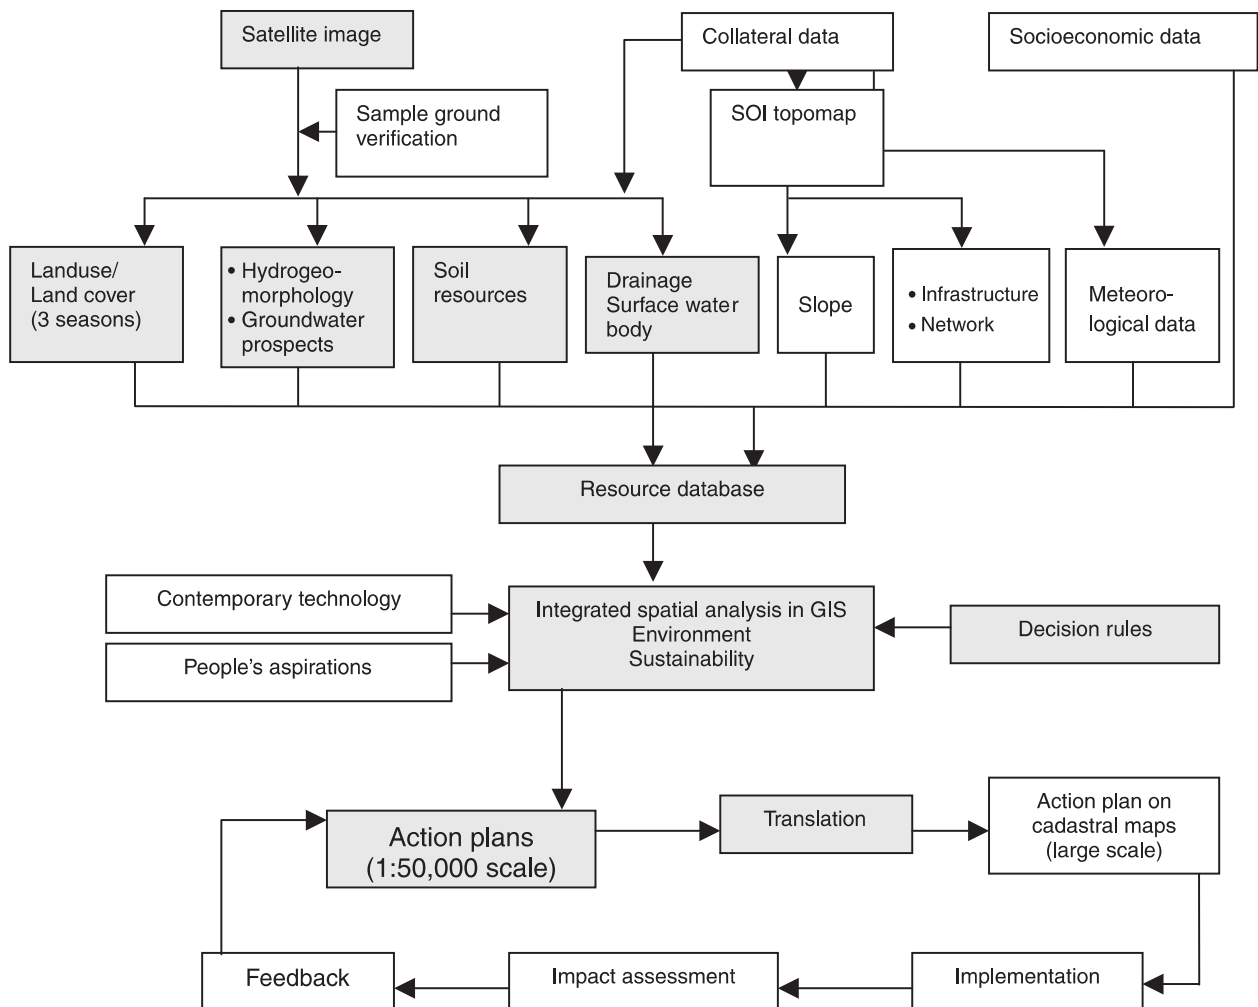 Satellite image
Collateral data
Socioeconomic data
Sample ground
verification
SOI topomap
Landuse/
Land cover
(3 seasons)
• Hydrogeo-
morphology
• Groundwater
prospects
Soil
resources
Drainage
Surface water
body
Slope
• Infrastructure
• Network
Meteoro-
logical data
Resource database
Contemporary technology
People's aspirations
Integrated spatial analysis in GIS
Environment
Sustainability
Decision rules
Action plans
(1:50,000 scale)
Translation
Action plan on
cadastral maps
(large scale)
Feedback
Impact assessment
Implementation